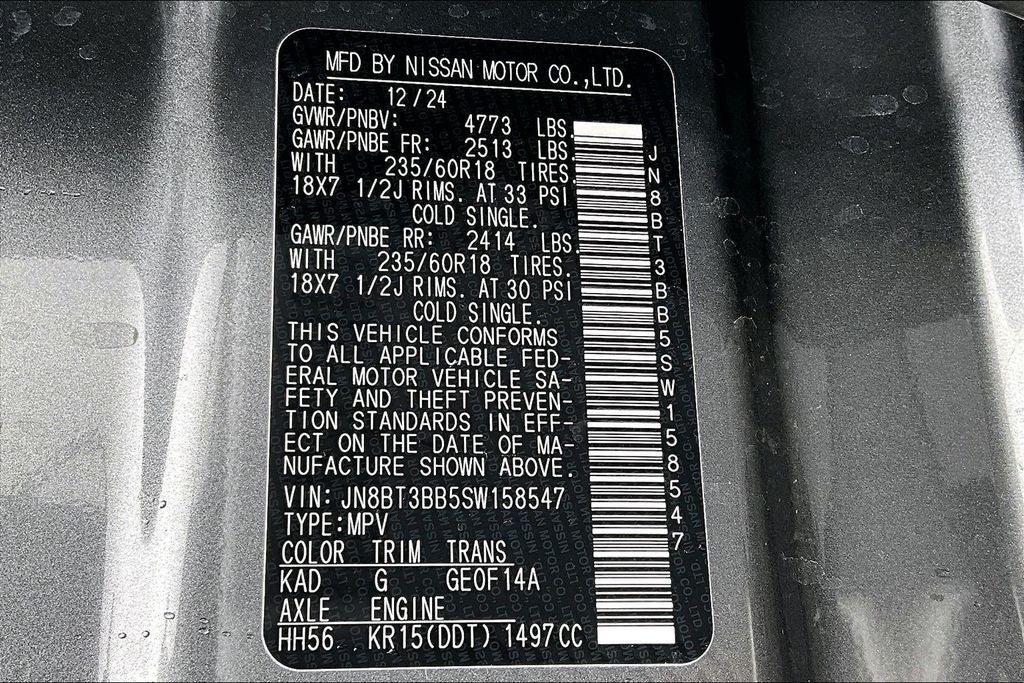 MFD BY NISSAN MOTOR CO.,LTD.
DATE: 12/24
GVWR/PNBV: 4773 LBS.
GAWR/PNBE FR: 2513 LBS.
WITH 235/60R18 TIRES.
18X7 1/2J RIMS. AT 33 PSI
COLD SINGLE.
GAWR/PNBE RR: 2414 LBS.
WITH 235/60R18 TIRES.
18X7 1/2J RIMS. AT 30 PSI
COLD SINGLE.
THIS VEHICLE CONFORMS
TO ALL APPLICABLE FED-
ERAL MOTOR VEHICLE SA-
FETY AND THEFT PREVEN-
TION STANDARDS IN EFF-
ECT ON THE DATE OF MA-
NUFACTURE SHOWN ABOVE.
VIN: JN8BT3BB5SW158547
TYPE:MPV
COLOR TRIM TRANS
KAD G GE0F14A
AXLE ENGINE
HH56. KR15(DDT) 1497CC
JN8BT3BB5SW158547